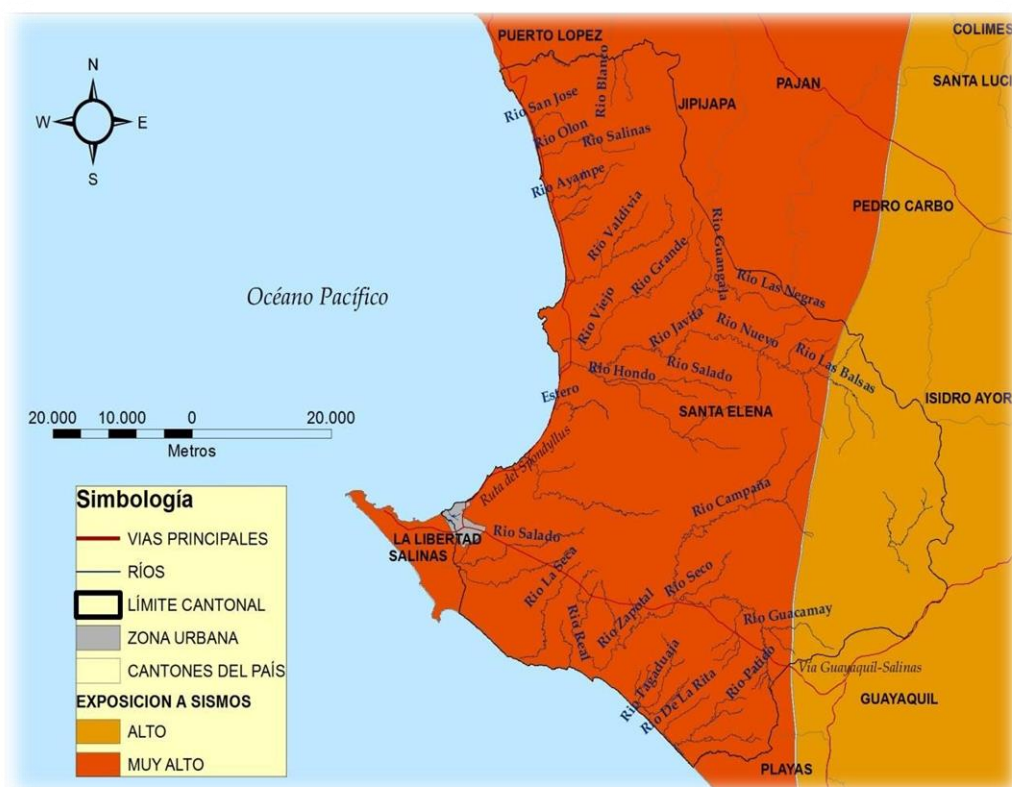 PUERTO LOPEZ
COLIMES
N
W
E
S
Rio Blanco
PAJAN
SANTA LUCI
Rio San Jose
JIPIJAPA
Rio Olon
Rio Salinas
Rio Ayampe
PEDRO CARBO
Rio Valdivia
Rio Guangala
Rio Grande
Océano Pacífico
Rio Las Negras
Rio Viejo
Rio Javita
Rio Nuevo
Rio Las Balsas
Rio Hondo
Rio Salado
Estero
ISIDRO AYOR
SANTA ELENA
20.000 10.000 0 20.000
Metros
Ruta del Spondyllus
Rio Campaña
Simbología
VIAS PRINCIPALES
RÍOS
LÍMITE CANTONAL
ZONA URBANA
CANTONES DEL PAÍS
EXPOSICION A SISMOS
ALTO
MUY ALTO
LA LIBERTAD
SALINAS
Rio Salado
Rio La Seca
Rio Seco
Rio Real
Rio Zapotal
Rio Guacamay
Rio Tagaduaja
Rio De La Rita
Rio Patido
Vía Guayaquil-Salinas
GUAYAQUIL
PLAYAS